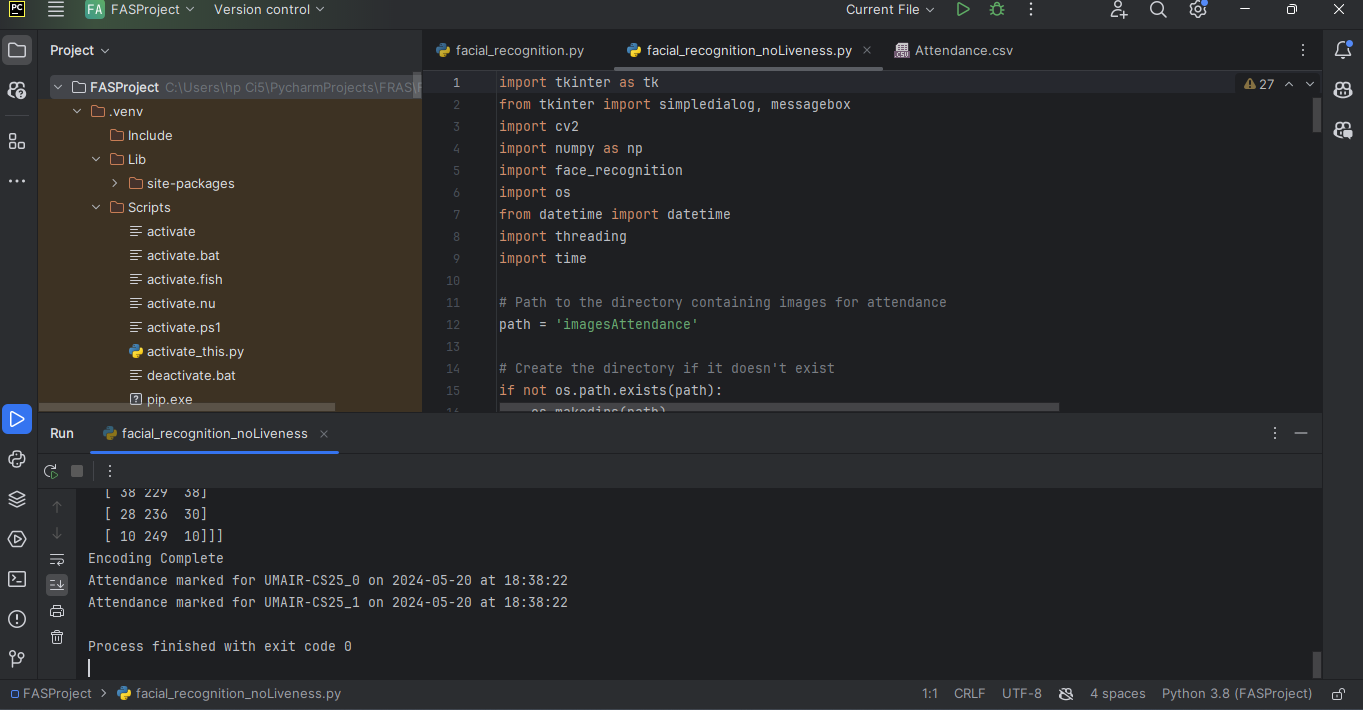 PC
FA FASProject Version control Current File
Project
facial_recognition.py facial_recognition_noLiveness.py Attendance.csv
FASProject C:\Users\hp Ci5\PycharmProjects\FRAS\
.venv
Include
Lib
site-packages
Scripts
activate
activate.bat
activate.fish
activate.nu
activate.ps1
activate_this.py
deactivate.bat
pip.exe
27
1 import tkinter as tk
2 from tkinter import simpledialog, messagebox
3 import cv2
4 import numpy as np
5 import face_recognition
6 import os
7 from datetime import datetime
8 import threading
9 import time
10
11 # Path to the directory containing images for attendance
12 path = 'imagesAttendance'
13
14 # Create the directory if it doesn't exist
15 if not os.path.exists(path):
16 os.makedirs(path)
Run facial_recognition_noLiveness
[ 38 229 38]
[ 28 236 30]
[ 10 249 10]]]
Encoding Complete
Attendance marked for UMAIR-CS25_0 on 2024-05-20 at 18:38:22
Attendance marked for UMAIR-CS25_1 on 2024-05-20 at 18:38:22
Process finished with exit code 0
FASProject facial_recognition_noLiveness.py 1:1 CRLF UTF-8 4 spaces Python 3.8 (FASProject)